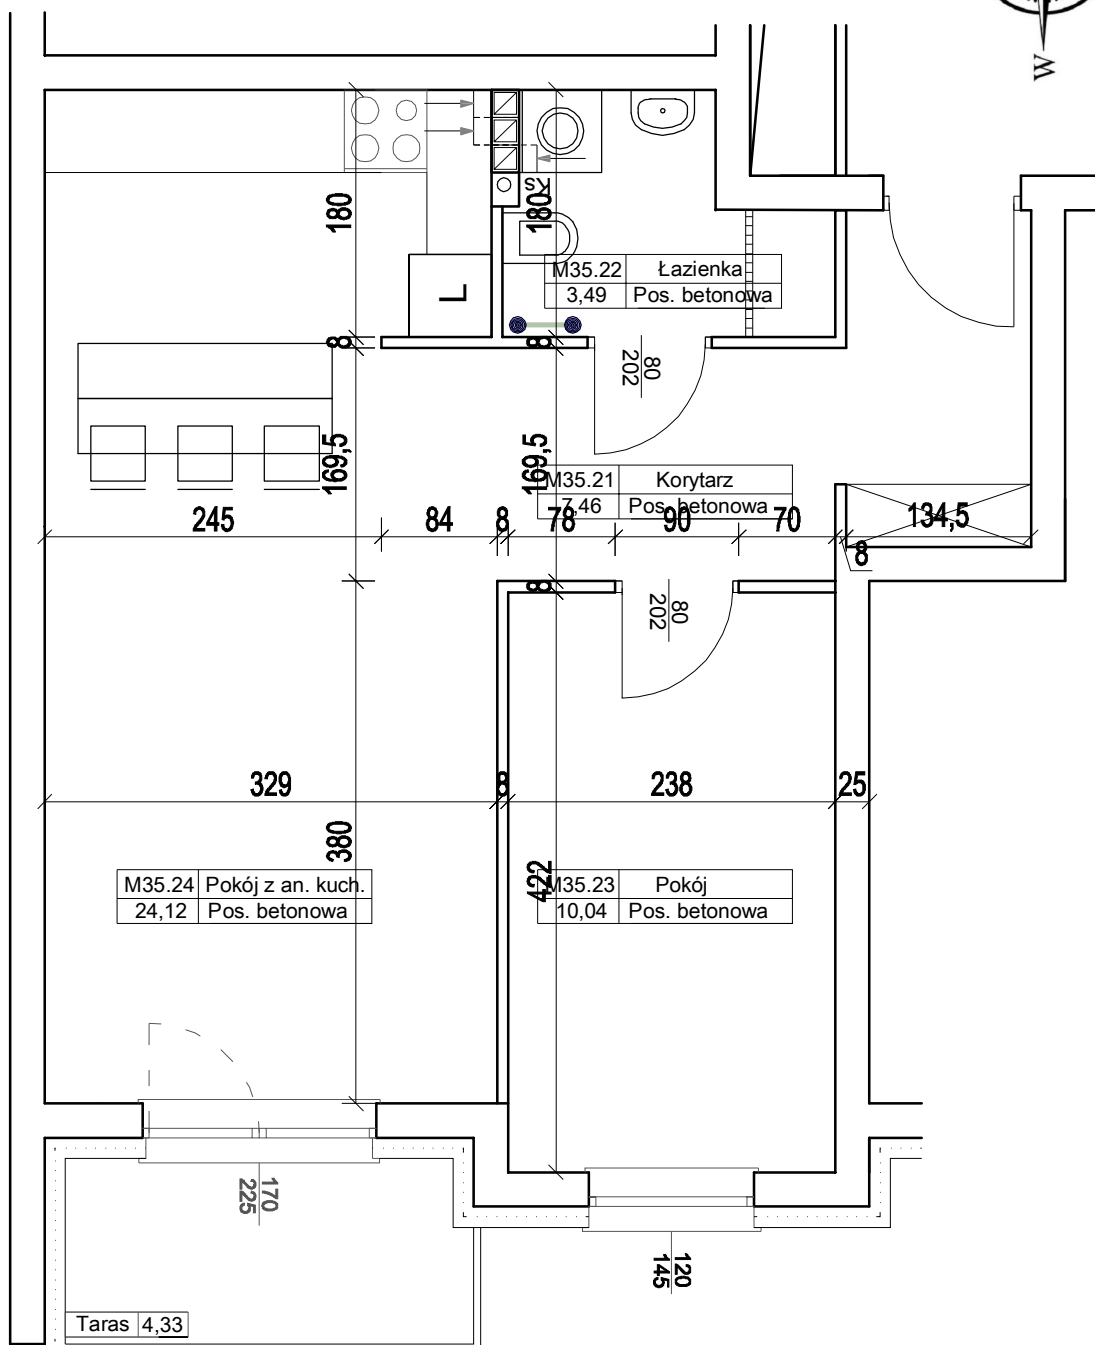 W
Ks
180
180
M35.22 Łazienka
3,49 Pos. betonowa
L
8
8
80
202
169,5
169,5
M35.21 Korytarz
7,46 Pos. betonowa
245
84
8
78
90
70
134,5
8
8
80
202
329
8
238
25
380
422
M35.24 Pokój z an. kuch.
24,12 Pos. betonowa
M35.23 Pokój
10,04 Pos. betonowa
170
225
120
145
Taras 4,33